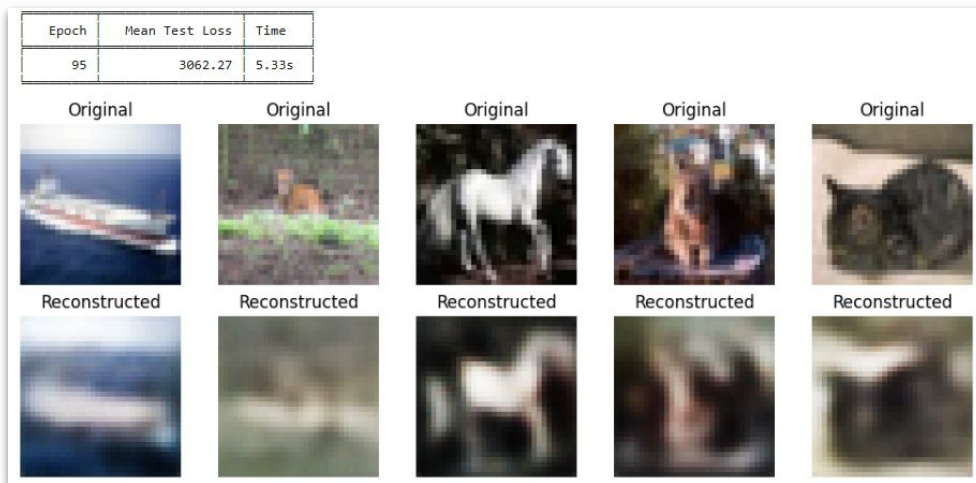 Epoch Mean Test Loss Time
95 3062.27 5.33s
Original Original Original Original Original
Reconstructed Reconstructed Reconstructed Reconstructed Reconstructed